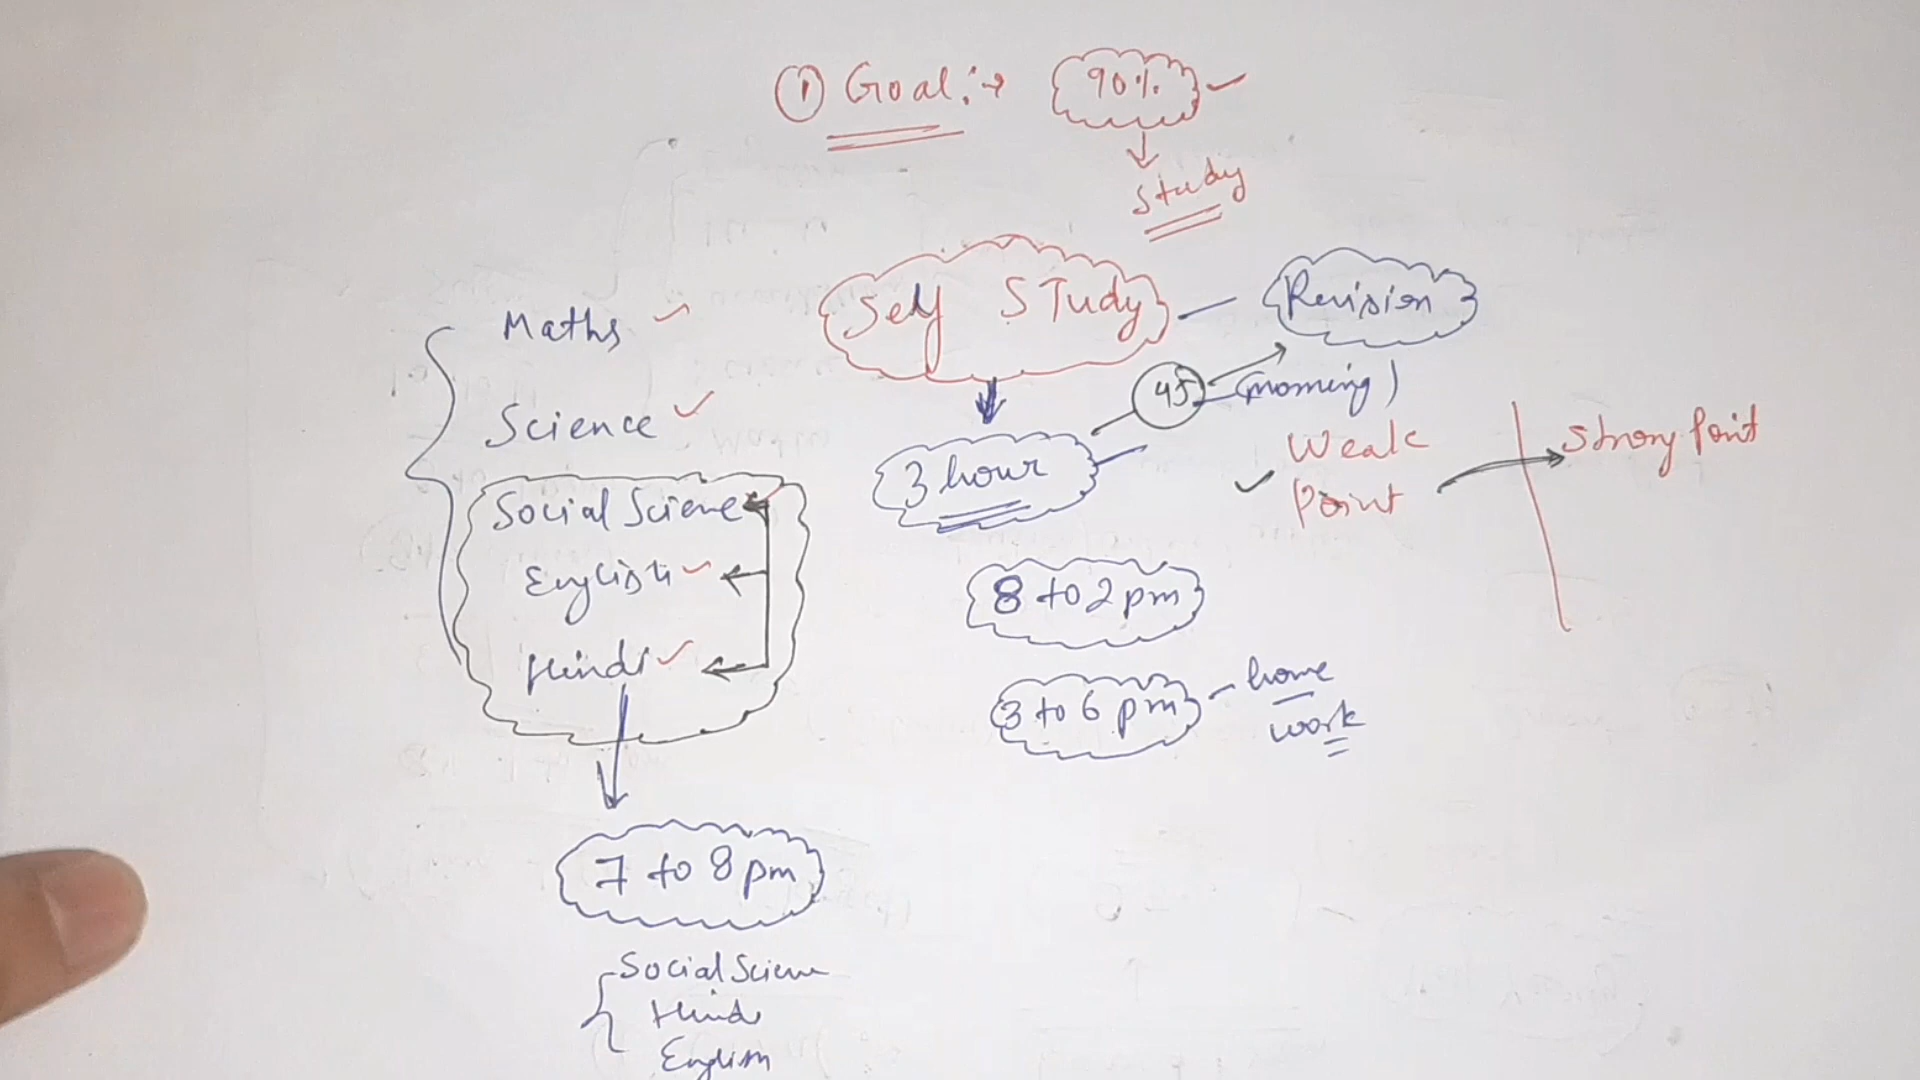 ① Goal :→ 90%
Study
Self Study
Revision
45
(morning)
3 hour
Weak
Point
Strong Point
Maths
Science
Social Science
English
Hindi
8 to 2 pm
3 to 6 pm
home
work
7 to 8 pm
Social Science
Hindi
English